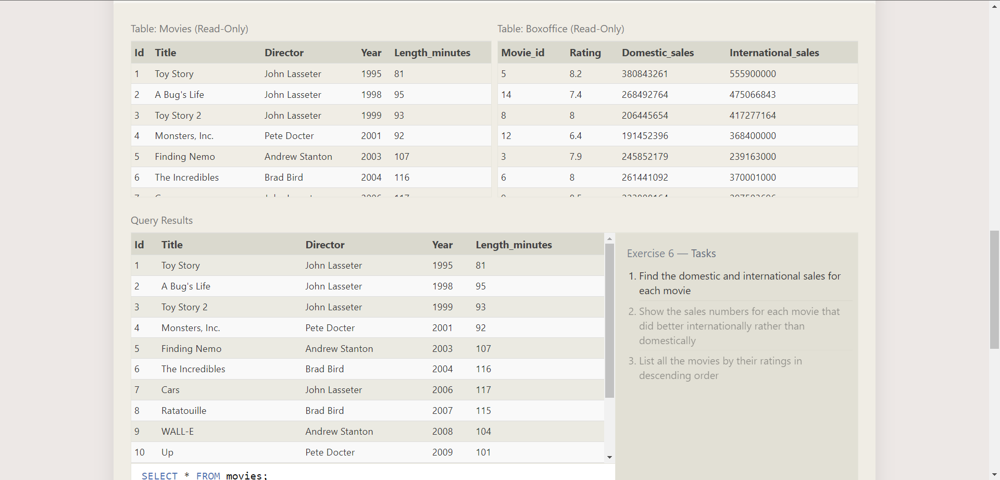 Table: Movies (Read-Only)
Id Title Director Year Length_minutes
1 Toy Story John Lasseter 1995 81
2 A Bug's Life John Lasseter 1998 95
3 Toy Story 2 John Lasseter 1999 93
4 Monsters, Inc. Pete Docter 2001 92
5 Finding Nemo Andrew Stanton 2003 107
6 The Incredibles Brad Bird 2004 116
Table: Boxoffice (Read-Only)
Movie_id Rating Domestic_sales International_sales
5 8.2 380843261 555900000
14 7.4 268492764 475066843
8 8 206445654 417277164
12 6.4 191452396 368400000
3 7.9 245852179 239163000
6 8 261441092 370001000
Query Results
Id Title Director Year Length_minutes
1 Toy Story John Lasseter 1995 81
2 A Bug's Life John Lasseter 1998 95
3 Toy Story 2 John Lasseter 1999 93
4 Monsters, Inc. Pete Docter 2001 92
5 Finding Nemo Andrew Stanton 2003 107
6 The Incredibles Brad Bird 2004 116
7 Cars John Lasseter 2006 117
8 Ratatouille Brad Bird 2007 115
9 WALL-E Andrew Stanton 2008 104
10 Up Pete Docter 2009 101
SELECT * FROM movies;
Exercise 6 — Tasks
1. Find the domestic and international sales for
each movie
2. Show the sales numbers for each movie that
did better internationally rather than
domestically
3. List all the movies by their ratings in
descending order